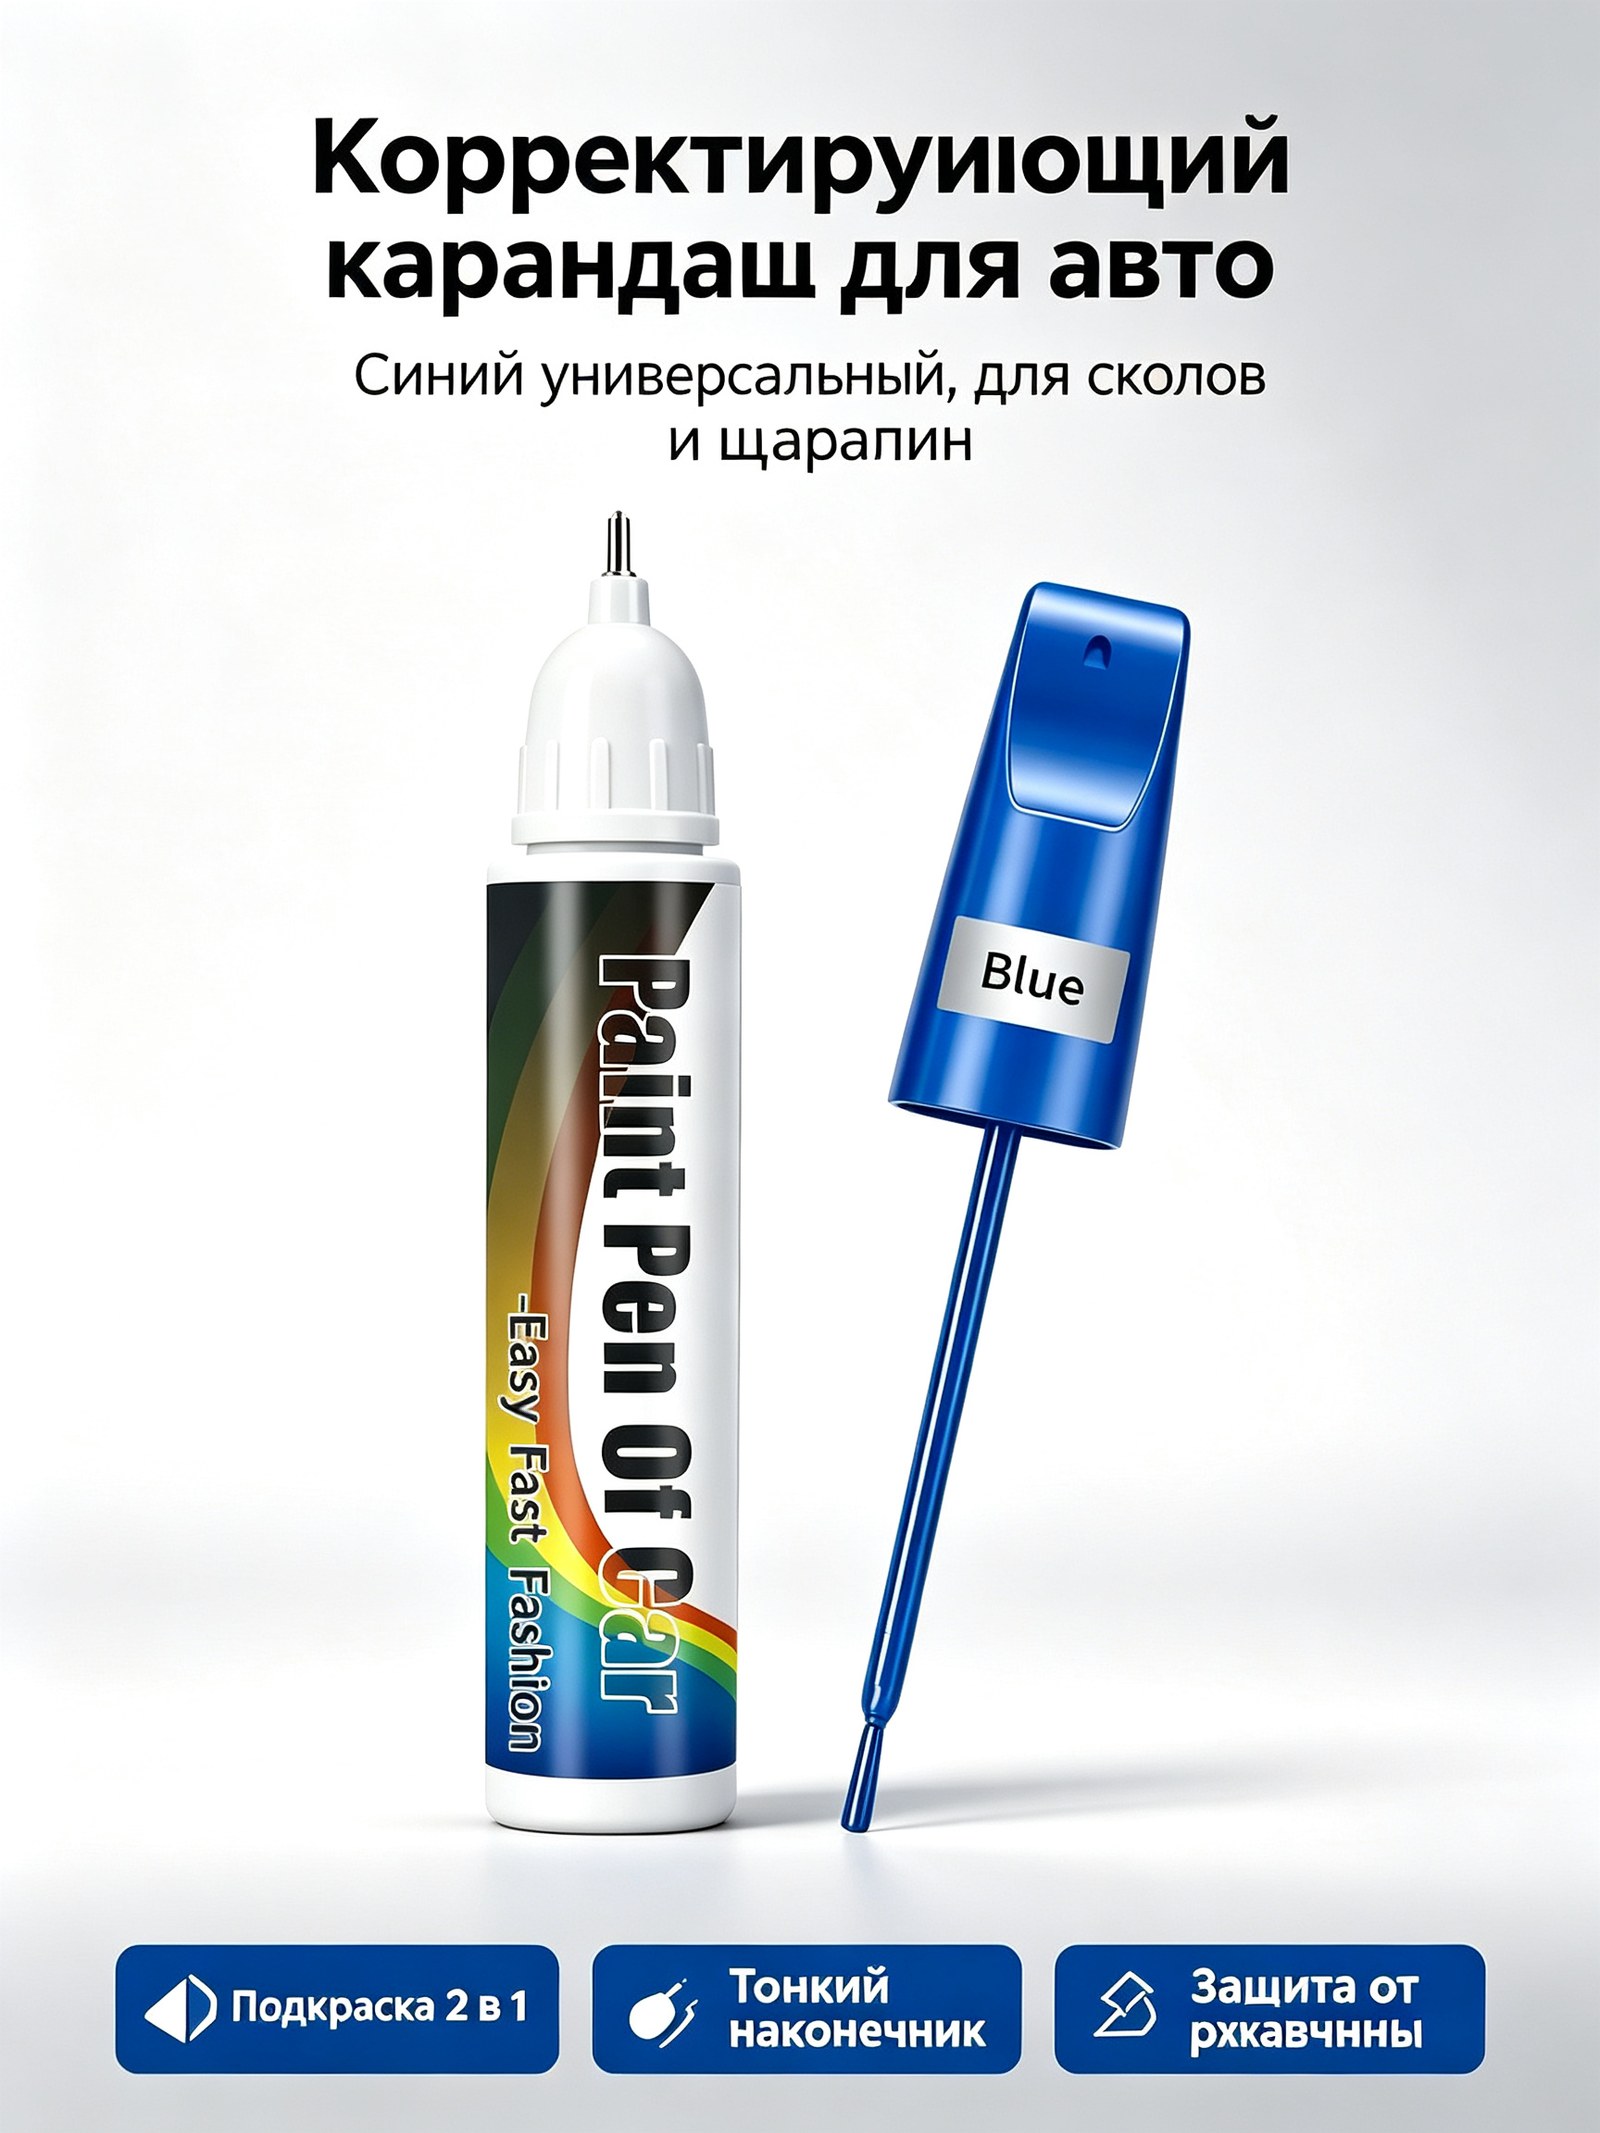 Корректируиющий
карандаш для авто
Синий универсальный, для сколов
и щарапин
Paint Pen Of Car
-Easy Fast Fashion
Blue
Подкраска 2 в 1
Тонкий
наконечник
Защита от
рхкавчнны